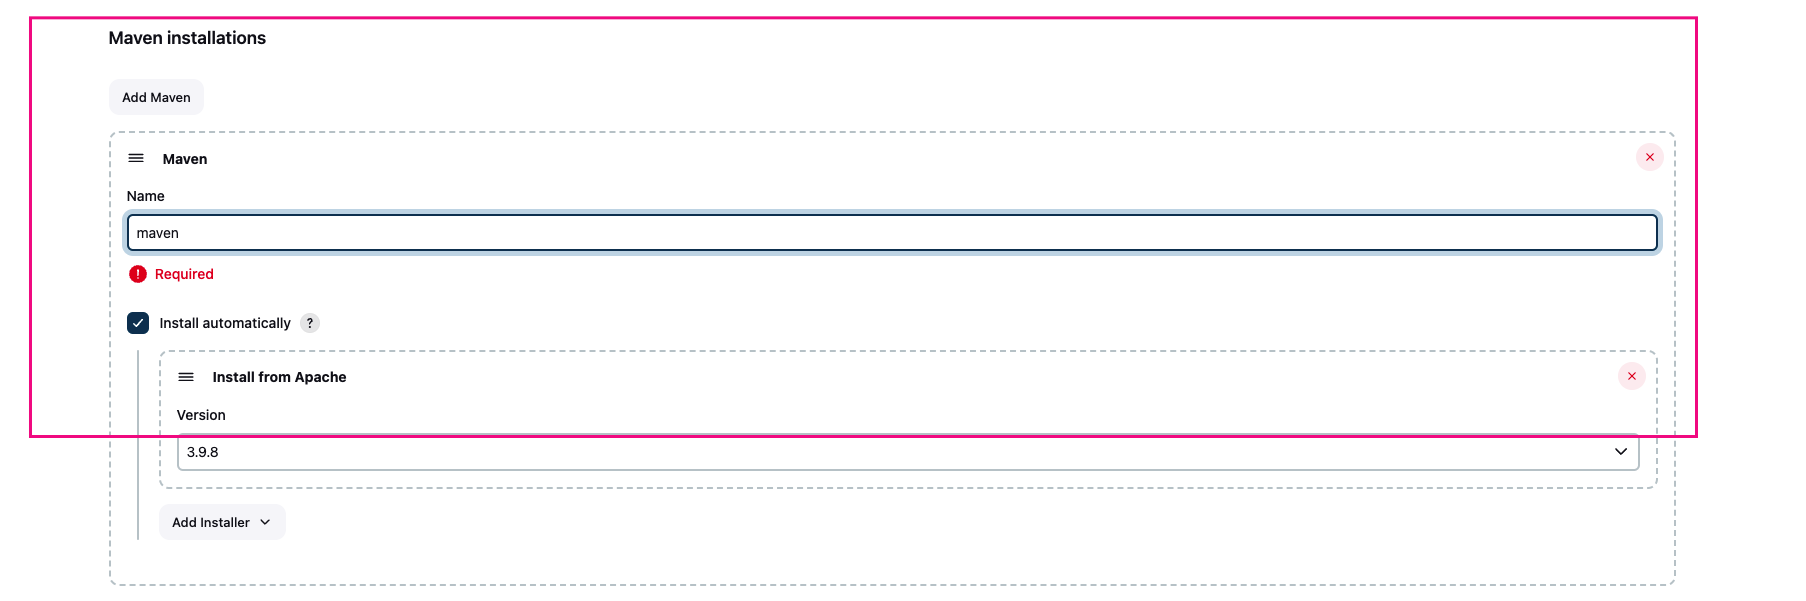 Maven installations
Add Maven
Maven
Name
maven
Required
Install automatically ?
Install from Apache
Version
3.9.8
Add Installer